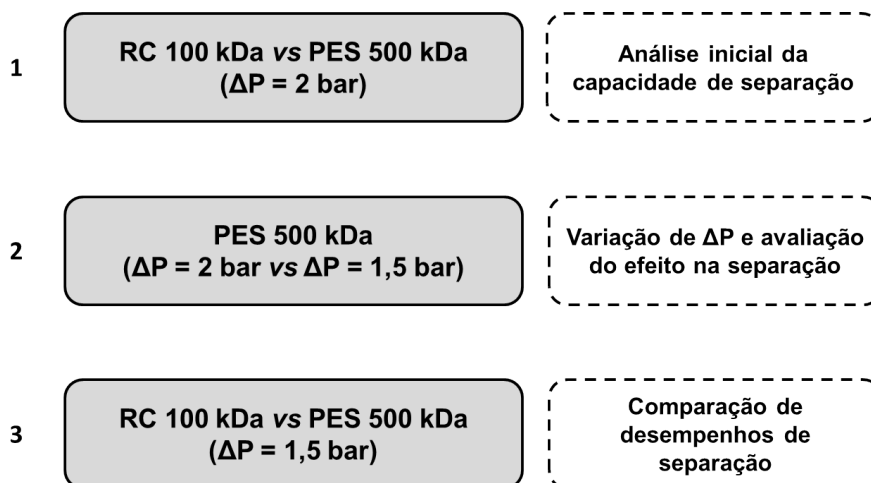 1
RC 100 kDa vs PES 500 kDa
(ΔP = 2 bar)
Análise inicial da
capacidade de separação
2
PES 500 kDa
(ΔP = 2 bar vs ΔP = 1,5 bar)
Variação de ΔP e avaliação
do efeito na separação
3
RC 100 kDa vs PES 500 kDa
(ΔP = 1,5 bar)
Comparação de
desempenhos de
separação